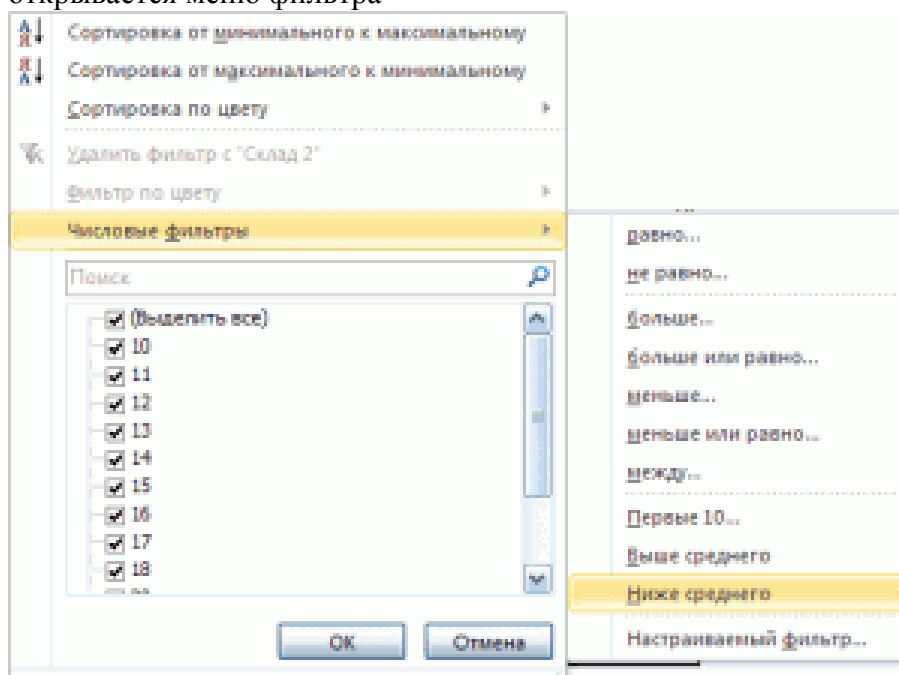 открывается меню фильтра
Сортировка от минимального к максимальному
Сортировка от максимального к минимальному
Сортировка по цвету
Удалить фильтр с "Склад 2"
Фильтр по цвету
Числовые фильтры
Поиск
(Выделить все)
10
11
12
13
14
15
16
17
18
ОК
Отмена
равно...
не равно...
больше...
больше или равно...
меньше...
меньше или равно...
между...
Первые 10...
Выше среднего
Ниже среднего
Настраиваемый фильтр...